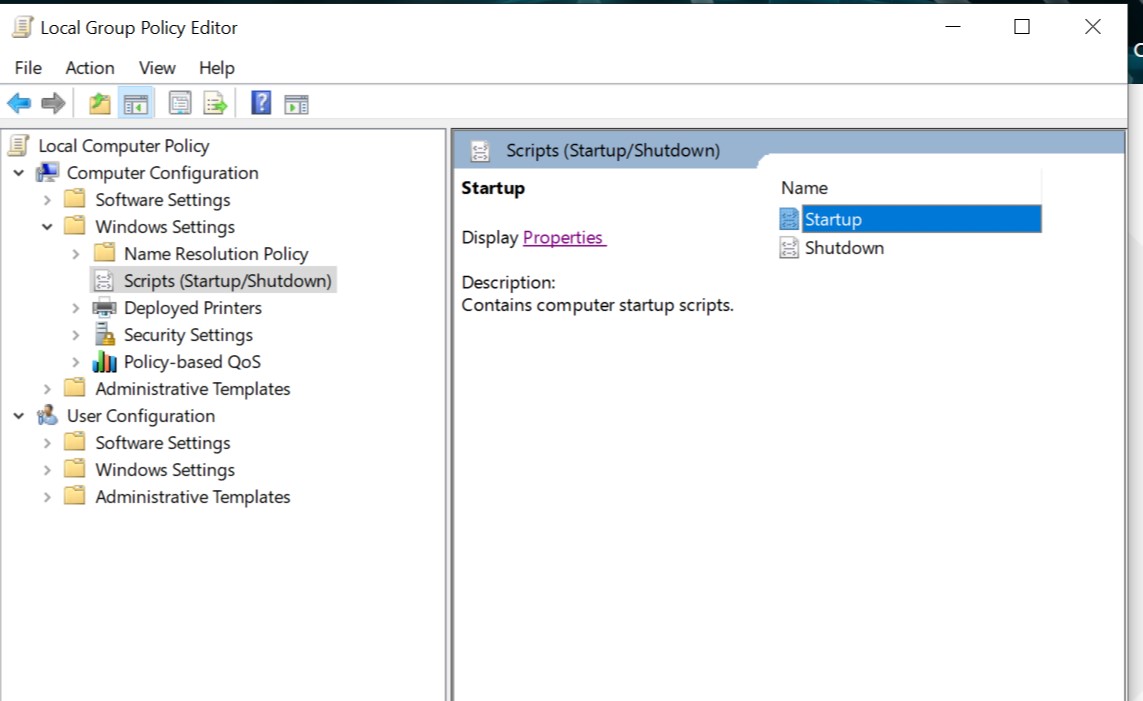 Local Group Policy Editor
File Action View Help
Local Computer Policy
Computer Configuration
Software Settings
Windows Settings
Name Resolution Policy
Scripts (Startup/Shutdown)
Deployed Printers
Security Settings
Policy-based QoS
Administrative Templates
User Configuration
Software Settings
Windows Settings
Administrative Templates
Scripts (Startup/Shutdown)
Startup
Display Properties
Description:
Contains computer startup scripts.
Name
Startup
Shutdown